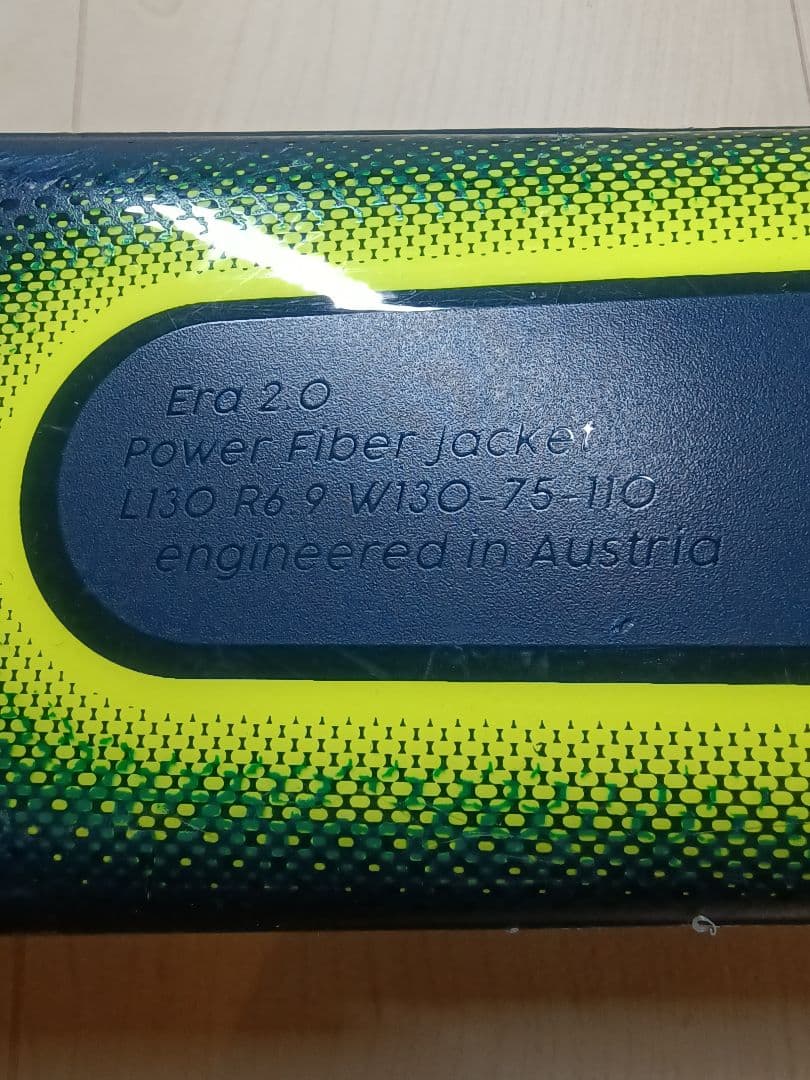 Era 2.0
Power Fiber jacket
L130 R6.9 W130-75-110
engineered in Austria